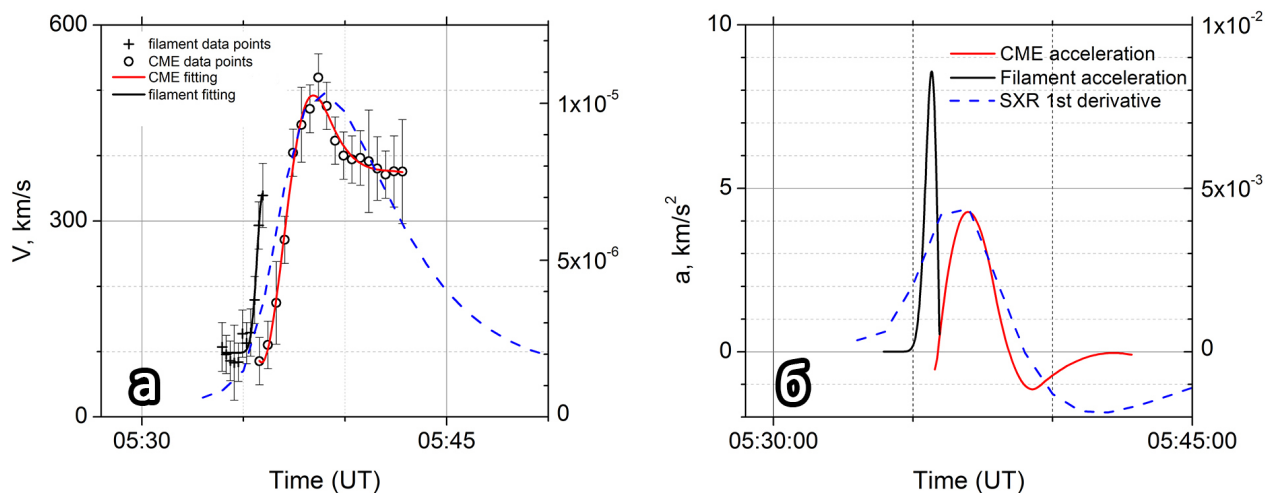 600
300
0
V, km/s
filament data points
CME data points
CME fitting
filament fitting
1x10⁻⁵
5x10⁻⁶
0
a
05:30
05:45
Time (UT)
10
5
0
a, km/s²
CME acceleration
Filament acceleration
SXR 1st derivative
1x10⁻²
5x10⁻³
0
б
05:30:00
05:45:00
Time (UT)